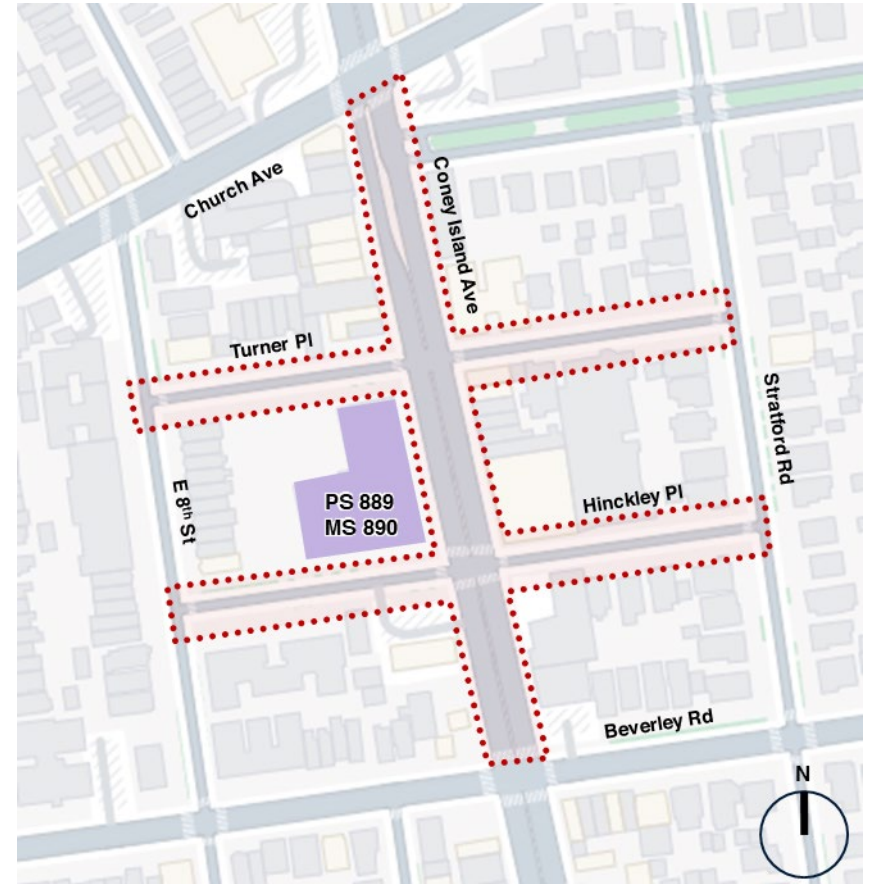 Church Ave
Coney Island Ave
Turner Pl
Stratford Rd
PS 889
MS 890
Hinckley Pl
E 8th St
Beverley Rd
N